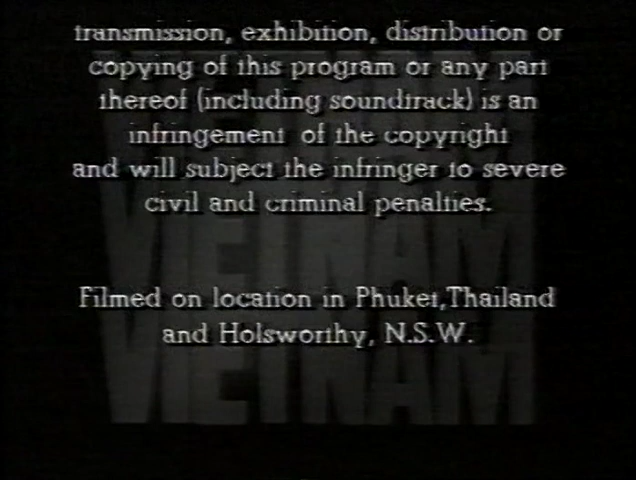 transmission, exhibition, distribution or
copying of this program or any part
thereof (including soundtrack) is an
infringement of the copyright
and will subject the infringer to severe
civil and criminal penalties.
Filmed on location in Phuket,Thailand
and Holsworthy, N.S.W.
VIETNAM
VIETNAM
VIETNAM